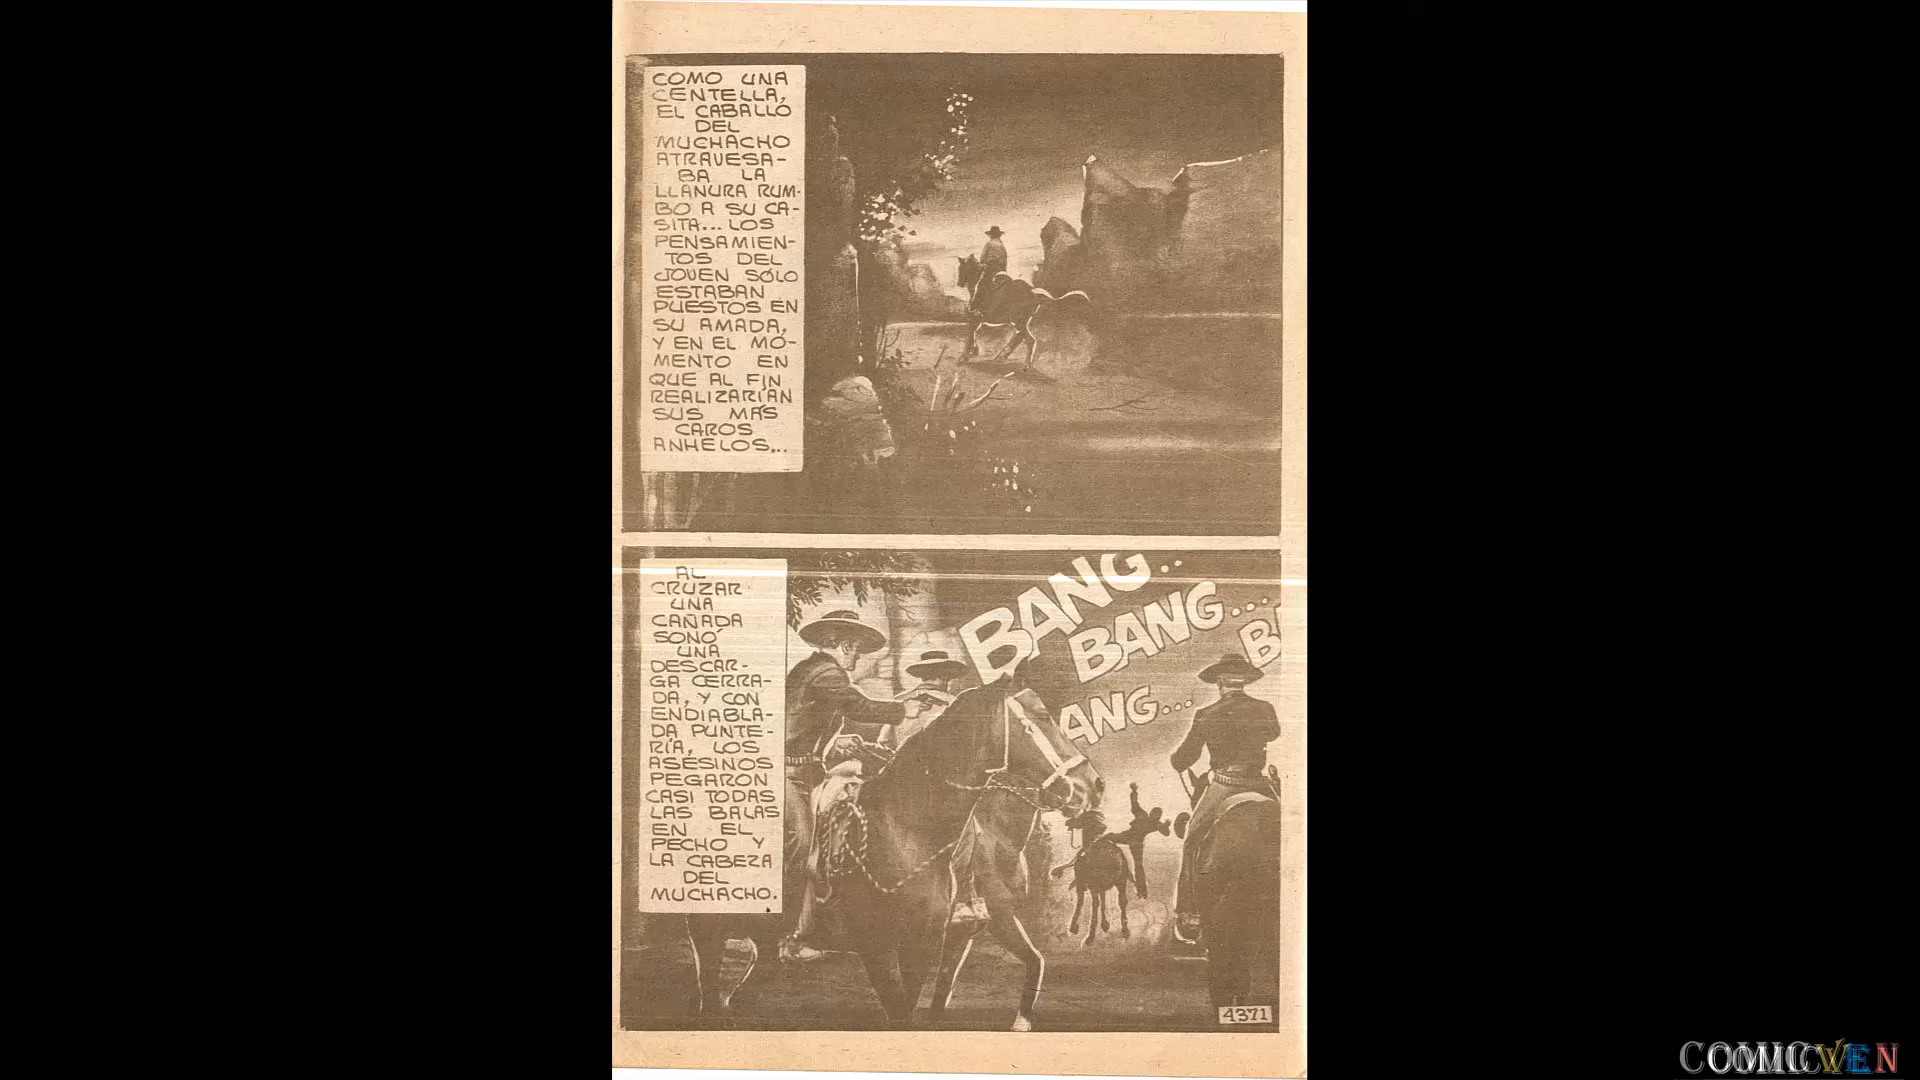 COMO UNA
CENTELLA,
EL CABALLO
DEL
MUCHACHO
ATRAVESA-
BA LA
LLANURA RUM-
BO A SU CA-
SITA... LOS
PENSAMIEN-
TOS DEL
JOVEN SÓLO
ESTABAN
PUESTOS EN
SU AMADA,
Y EN EL MO-
MENTO EN
QUE AL FIN
REALIZARÍAN
SUS MÁS
CAROS
ANHELOS...
AL
CRUZAR
UNA
CAÑADA
SONÓ
UNA
DESCAR-
GA CERRA-
DA, Y CON
ENDIABLA-
DA PUNTE-
RÍA, LOS
ASESINOS
PEGARON
CASI TODAS
LAS BALAS
EN EL
PECHO Y
LA CABEZA
DEL
MUCHACHO.
BANG..
BANG...
BA
ANG...
4371
COMICVEN